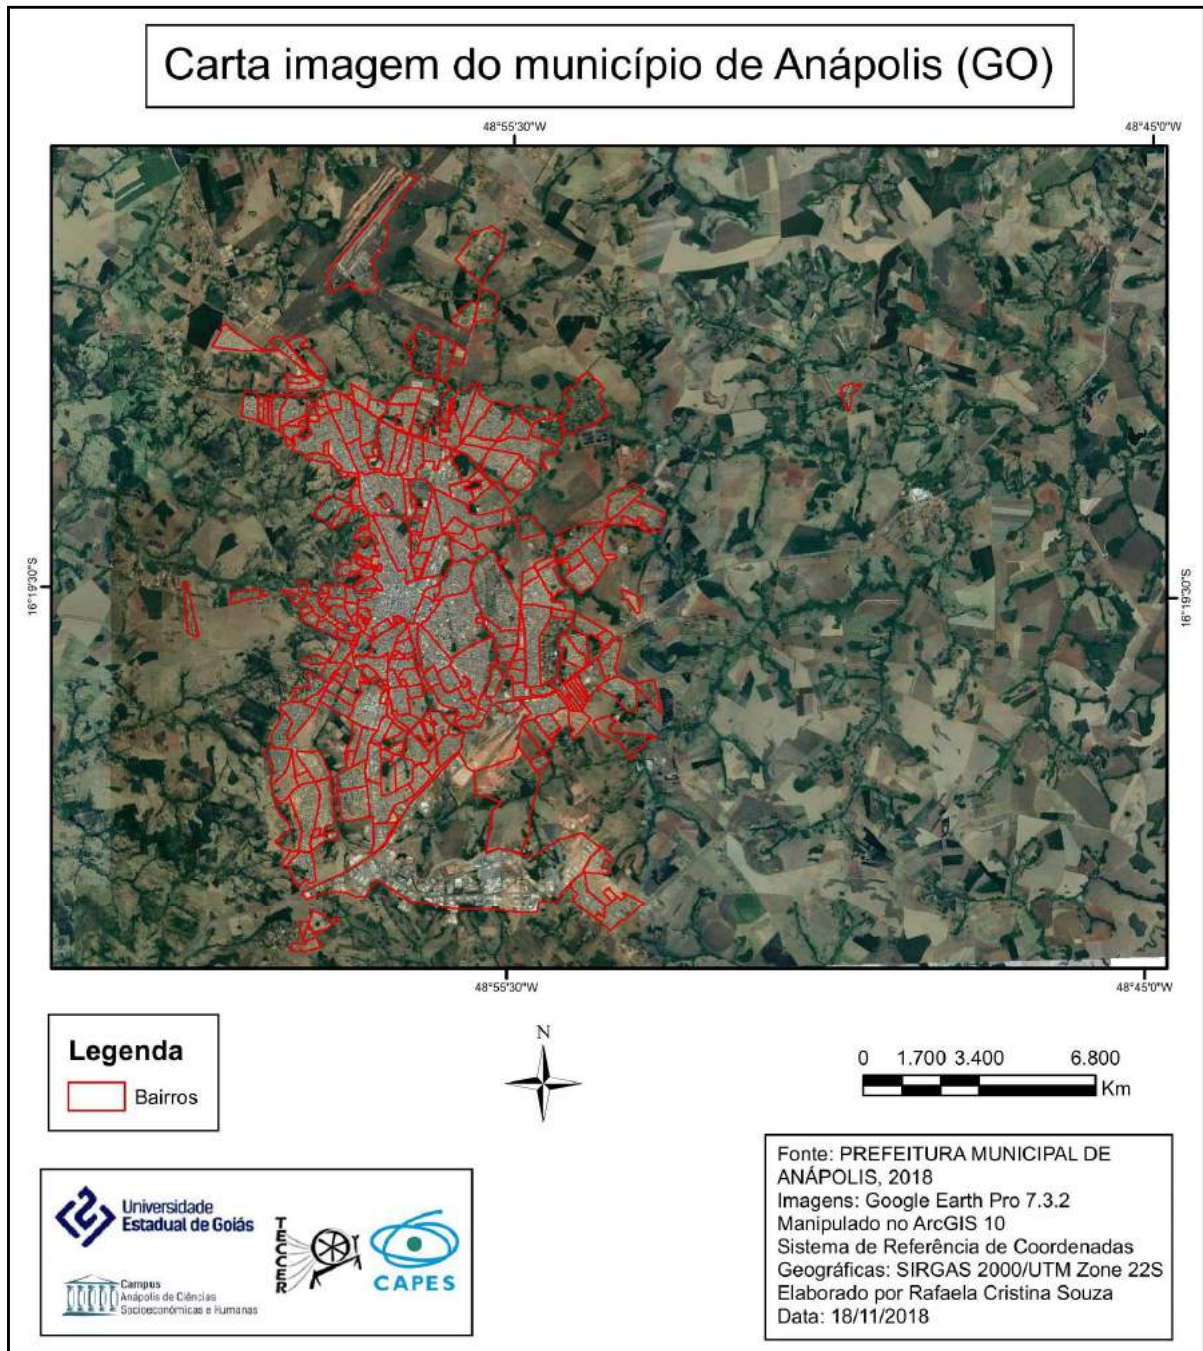 Carta imagem do município de Anápolis (GO)
48°55'30"W
48°45'0"W
16°19'30"S
16°19'30"S
48°55'30"W
48°45'0"W
Legenda
Bairros
N
0 1.700 3.400 6.800
Km
Universidade
Estadual de Goiás
Campus
Anápolis de Ciências
Socioeconômicas e Humanas
TECCER
CAPES
Fonte: PREFEITURA MUNICIPAL DE
ANÁPOLIS, 2018
Imagens: Google Earth Pro 7.3.2
Manipulado no ArcGIS 10
Sistema de Referência de Coordenadas
Geográficas: SIRGAS 2000/UTM Zone 22S
Elaborado por Rafaela Cristina Souza
Data: 18/11/2018